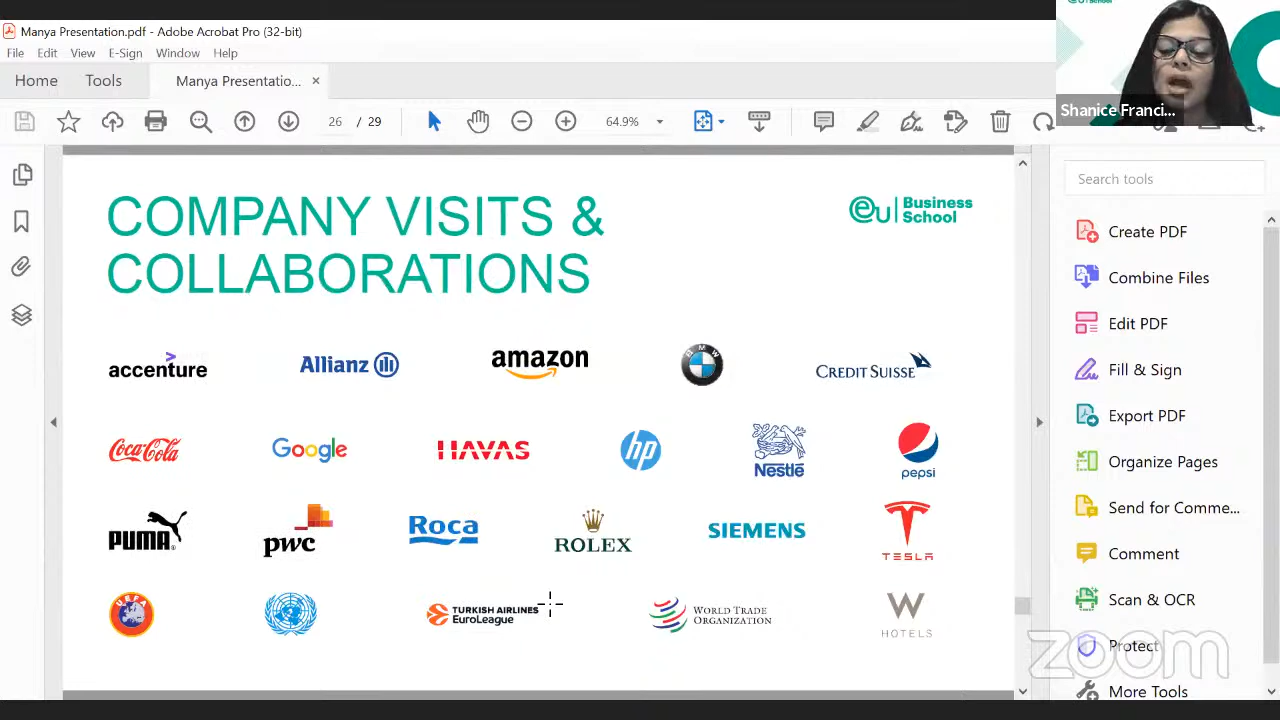 Manya Presentation.pdf - Adobe Acrobat Pro (32-bit)
File Edit View E-Sign Window Help
Home Tools Manya Presentatio... ×
26 / 29 64.9%
Shanice Franci...
COMPANY VISITS &
COLLABORATIONS
eu Business
School
accenture Allianz amazon BMW CREDIT SUISSE
Coca-Cola Google HAVAS hp Nestlé pepsi
PUMA pwc Roca ROLEX SIEMENS TESLA
UEFA
TURKISH AIRLINES
EuroLeague
WORLD TRADE
ORGANIZATION
W
HOTELS
Search tools
Create PDF
Combine Files
Edit PDF
Fill & Sign
Export PDF
Organize Pages
Send for Comme...
Comment
Scan & OCR
Protect
More Tools
zoom